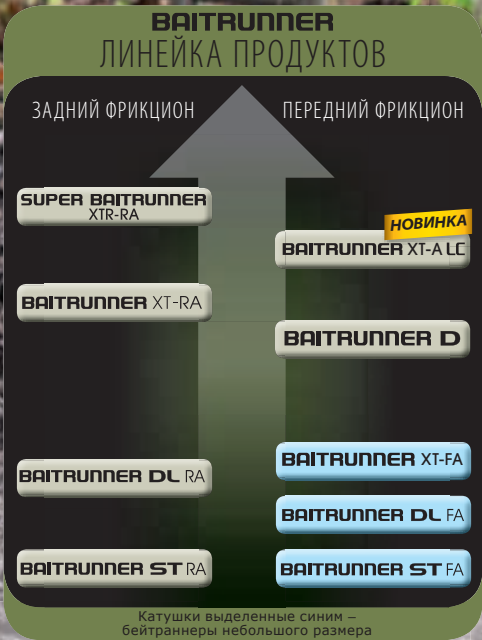 BAITRUNNER
ЛИНЕЙКА ПРОДУКТОВ
ЗАДНИЙ ФРИКЦИОН
ПЕРЕДНИЙ ФРИКЦИОН
SUPER BAITRUNNER
XTR-RA
НОВИНКА
BAITRUNNER XT-A LC
BAITRUNNER XT-RA
BAITRUNNER D
BAITRUNNER XT-FA
BAITRUNNER DL RA
BAITRUNNER DL FA
BAITRUNNER ST RA
BAITRUNNER ST FA
Катушки выделенные синим –
бейтраннеры небольшого размера